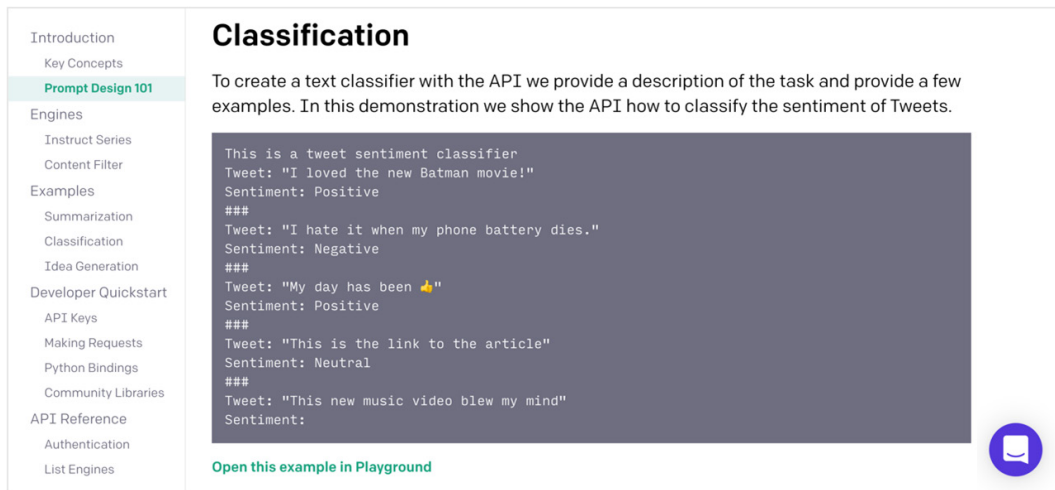 Introduction
Key Concepts
Prompt Design 101
Engines
Instruct Series
Content Filter
Examples
Summarization
Classification
Idea Generation
Developer Quickstart
API Keys
Making Requests
Python Bindings
Community Libraries
API Reference
Authentication
List Engines
Classification
To create a text classifier with the API we provide a description of the task and provide a few
examples. In this demonstration we show the API how to classify the sentiment of Tweets.
This is a tweet sentiment classifier
Tweet: "I loved the new Batman movie!"
Sentiment: Positive
###
Tweet: "I hate it when my phone battery dies."
Sentiment: Negative
###
Tweet: "My day has been 👍"
Sentiment: Positive
###
Tweet: "This is the link to the article"
Sentiment: Neutral
###
Tweet: "This new music video blew my mind"
Sentiment:
Open this example in Playground